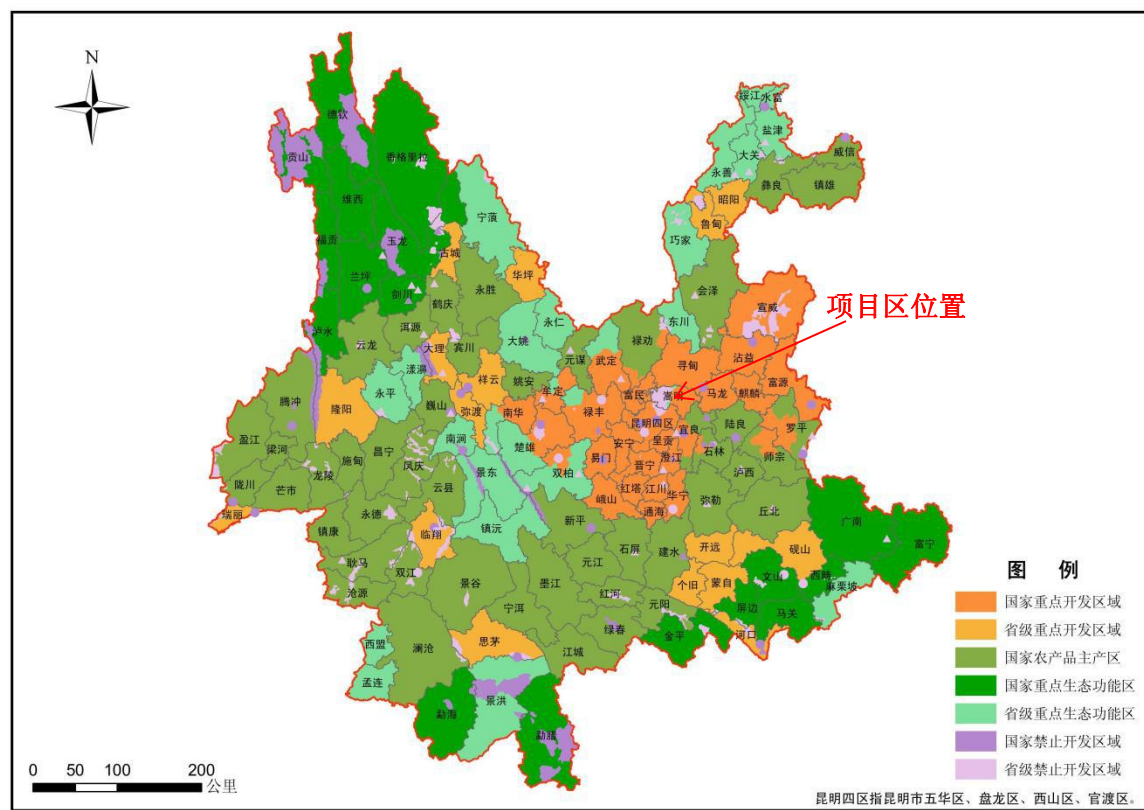 N
德钦
贡山
香格里拉
维西
福贡
玉龙
兰坪
剑川
古城
宁蒗
永胜
华坪
鹤庆
泸水
云龙
洱源
大理
宾川
漾濞
永平
祥云
弥渡
巍山
南涧
大姚
永仁
姚安
元谋
武定
禄劝
牟定
南华
楚雄
双柏
禄丰
富民
嵩明
寻甸
东川
会泽
巧家
鲁甸
昭阳
永善
大关
盐津
绥江
水富
彝良
镇雄
威信
宣威
项目区位置
沾益
富源
马龙
麒麟
昆明四区
呈贡
宜良
安宁
晋宁
澄江
易门
峨山
红塔
江川
通海
华宁
石林
陆良
罗平
师宗
泸西
弥勒
丘北
广南
富宁
砚山
西畴
麻栗坡
文山
马关
屏边
河口
开远
个旧
蒙自
建水
石屏
元阳
金平
红河
绿春
元江
新平
墨江
江城
宁洱
思茅
景谷
镇沅
景东
云县
凤庆
临翔
双江
耿马
沧源
永德
镇康
昌宁
施甸
龙陵
隆阳
腾冲
盈江
梁河
陇川
芒市
瑞丽
澜沧
西盟
孟连
勐海
景洪
勐腊
图 例
国家重点开发区域
省级重点开发区域
国家农产品主产区
国家重点生态功能区
省级重点生态功能区
国家禁止开发区域
省级禁止开发区域
0 50 100 200
公里
昆明四区指昆明市五华区、盘龙区、西山区、官渡区。